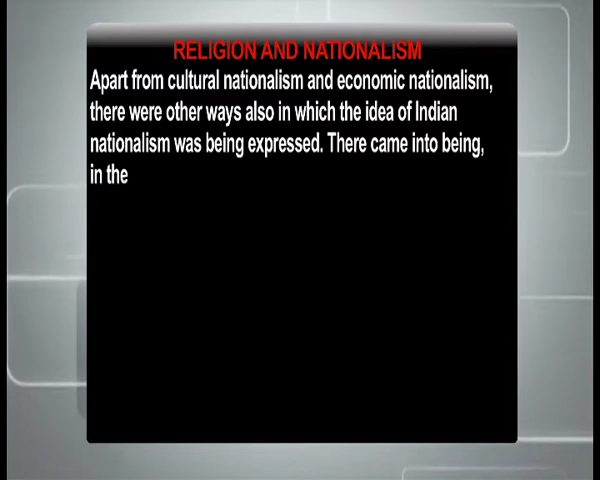 RELIGION AND NATIONALISM
Apart from cultural nationalism and economic nationalism,
there were other ways also in which the idea of Indian
nationalism was being expressed. There came into being,
in the